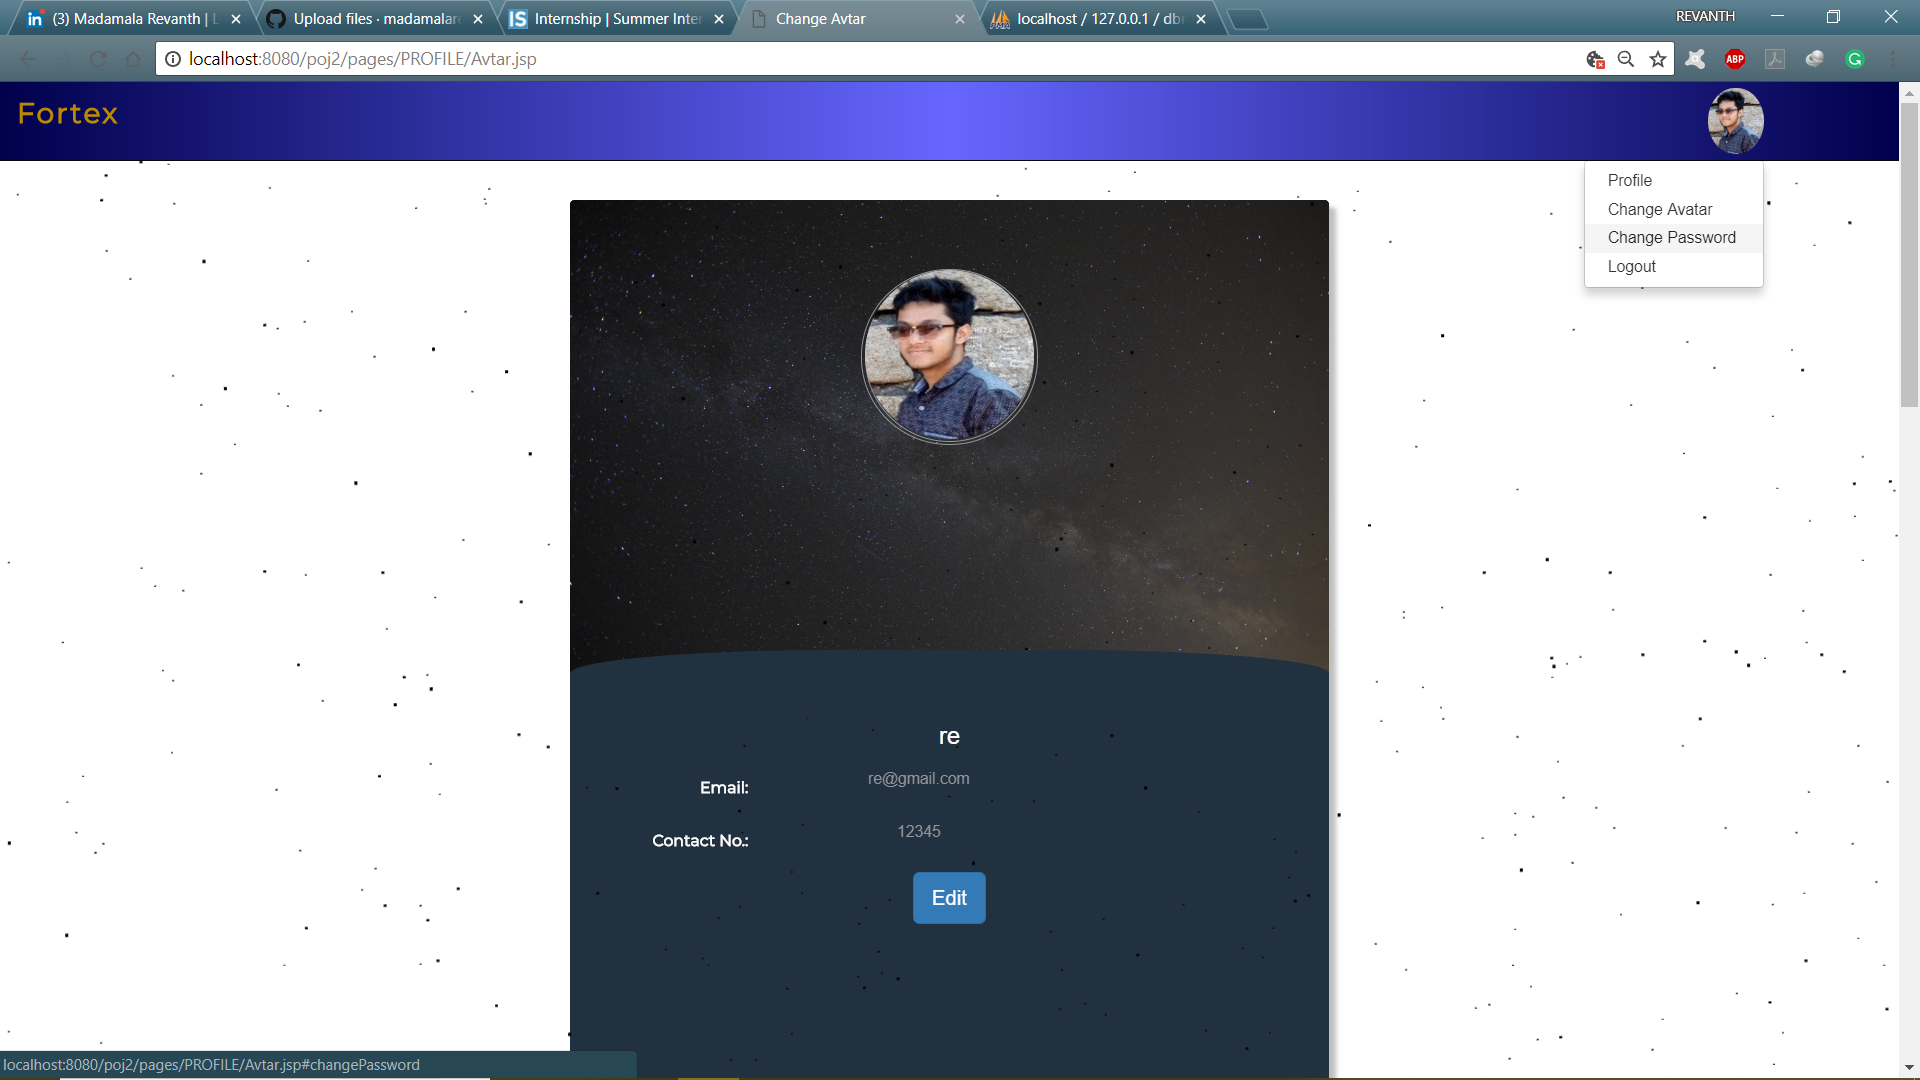 (3) Madamala Revanth | L
Upload files · madamalare
Internship | Summer Inter
Change Avtar
localhost / 127.0.0.1 / dbr
REVANTH
localhost:8080/poj2/pages/PROFILE/Avtar.jsp
ABP
Fortex
Profile
Change Avatar
Change Password
Logout
re
Email:
re@gmail.com
Contact No.:
12345
Edit
localhost:8080/poj2/pages/PROFILE/Avtar.jsp#changePassword